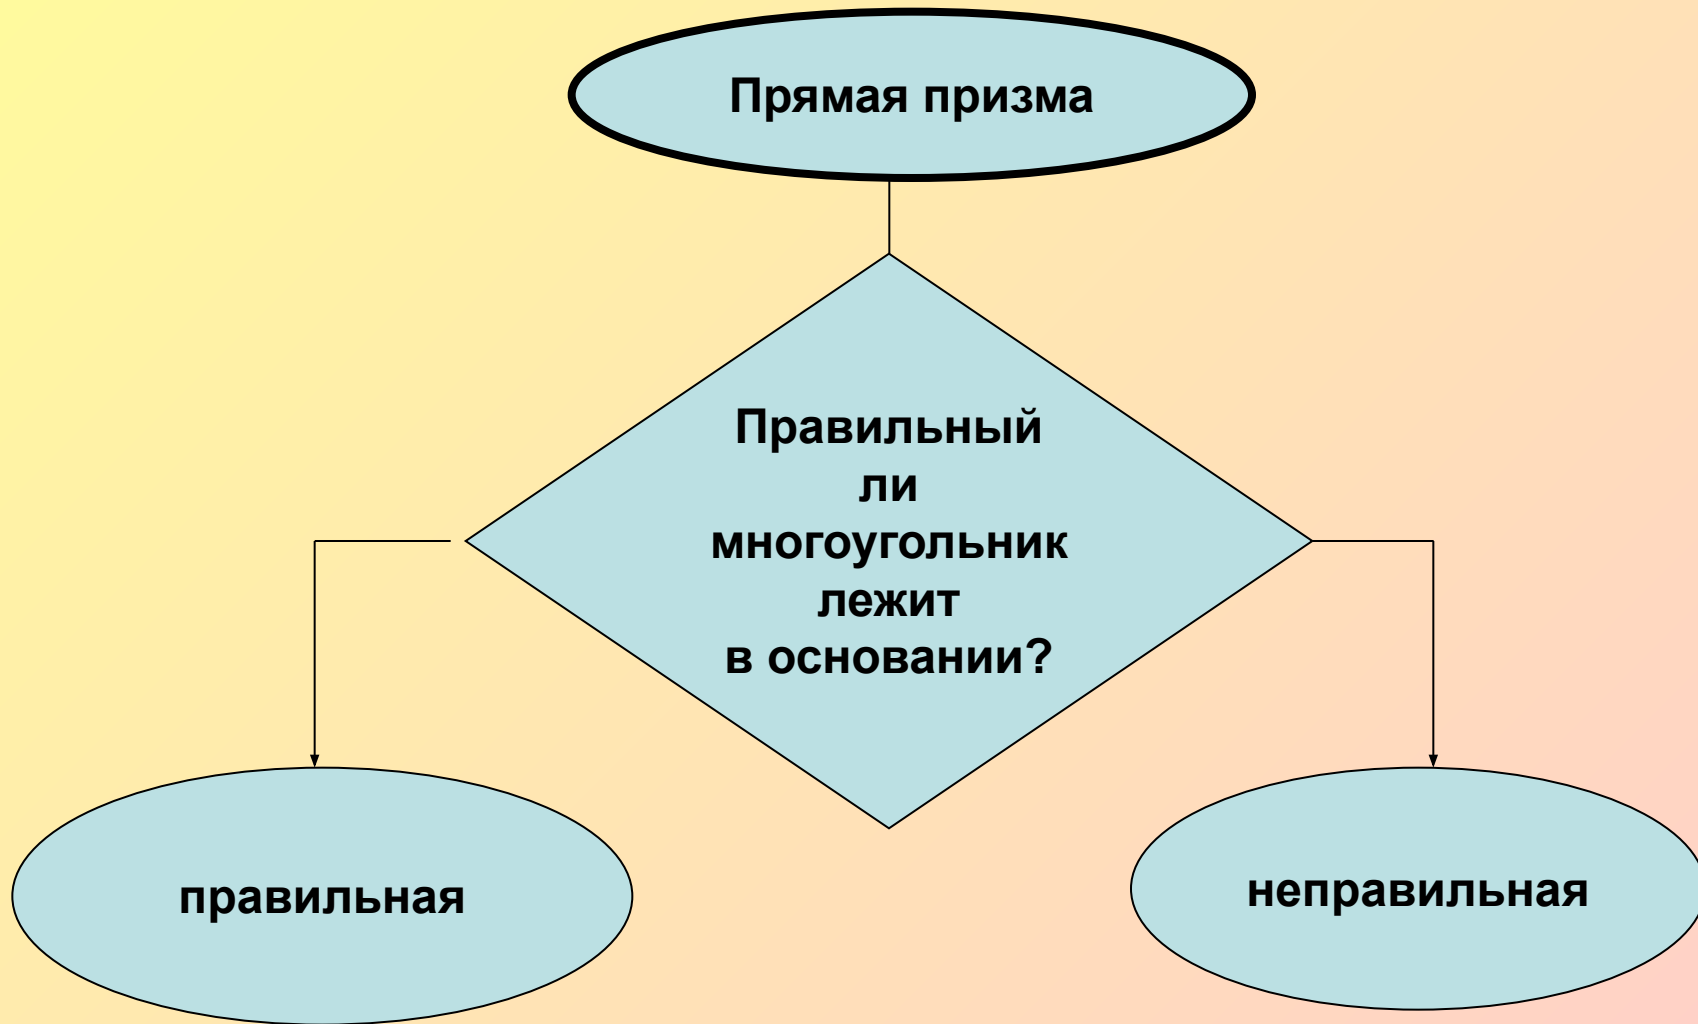 Прямая призма
Правильный
ли
многоугольник
лежит
в основании?
правильная
неправильная